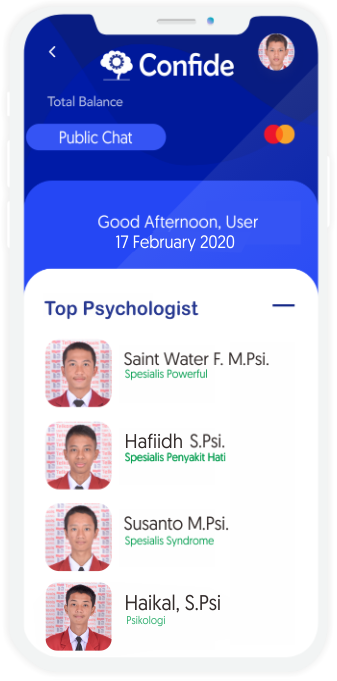 Confide
Total Balance
Public Chat
Good Afternoon, User
17 February 2020
Top Psychologist
Saint Water F. M.Psi.
Spesialis Powerful
Hafiidh S.Psi.
Spesialis Penyakit Hati
Susanto M.Psi.
Spesialis Syndrome
Haikal, S.Psi
Psikologi